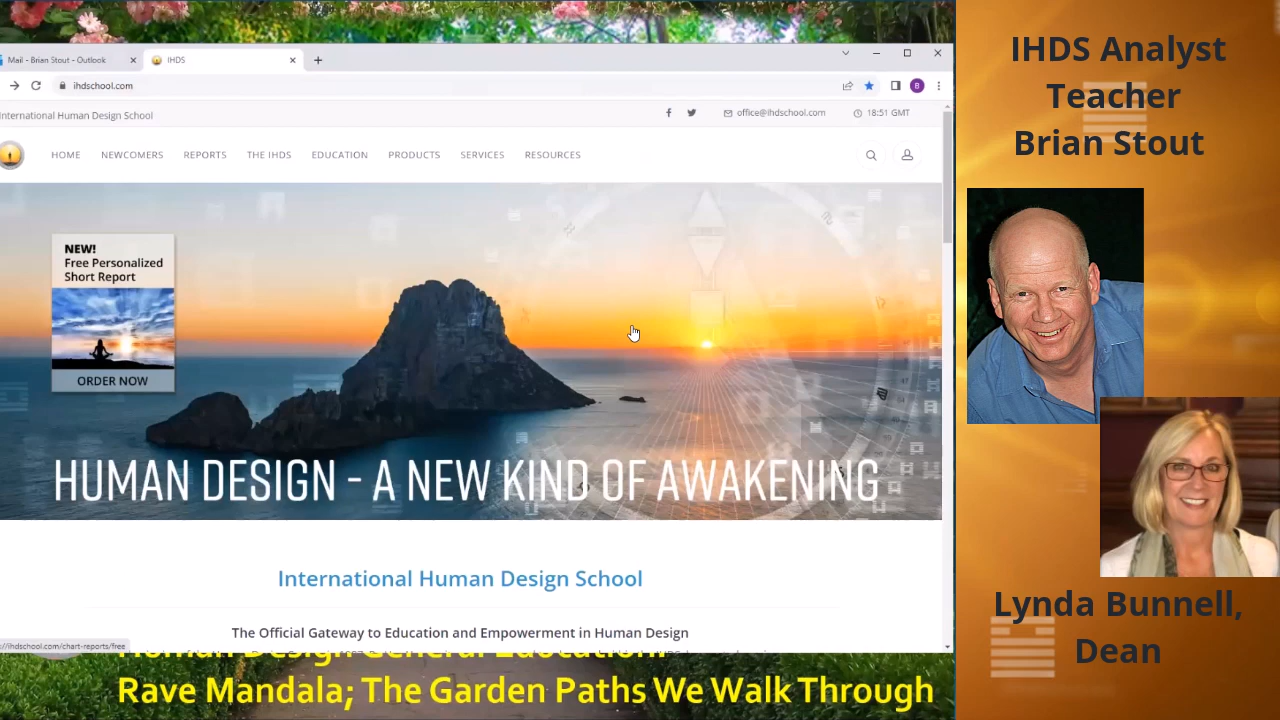 Mail - Brian Stout - Outlook
IHDS
ihdschool.com
International Human Design School
office@ihdschool.com
18:51 GMT
HOME NEWCOMERS REPORTS THE IHDS EDUCATION PRODUCTS SERVICES RESOURCES
NEW!
Free Personalized
Short Report
ORDER NOW
HUMAN DESIGN - A NEW KIND OF AWAKENING
International Human Design School
The Official Gateway to Education and Empowerment in Human Design
://ihdschool.com/chart-reports/free
Human Design General Education:
Rave Mandala; The Garden Paths We Walk Through
IHDS Analyst
Teacher
Brian Stout
B
Lynda Bunnell,
Dean